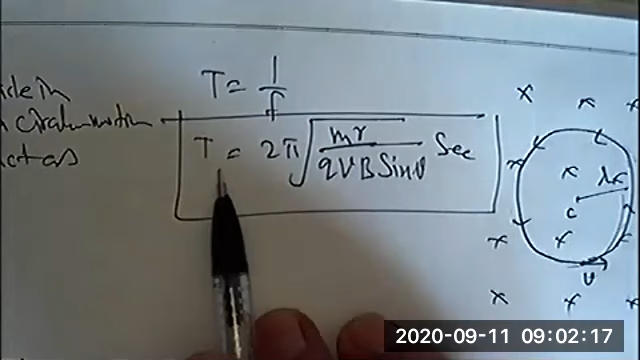 T = 1/f
T = 2π√(mr/qVB Sinθ) Sec
x x x
x x
c
x x
v
x x x
2020-09-11 09:02:17